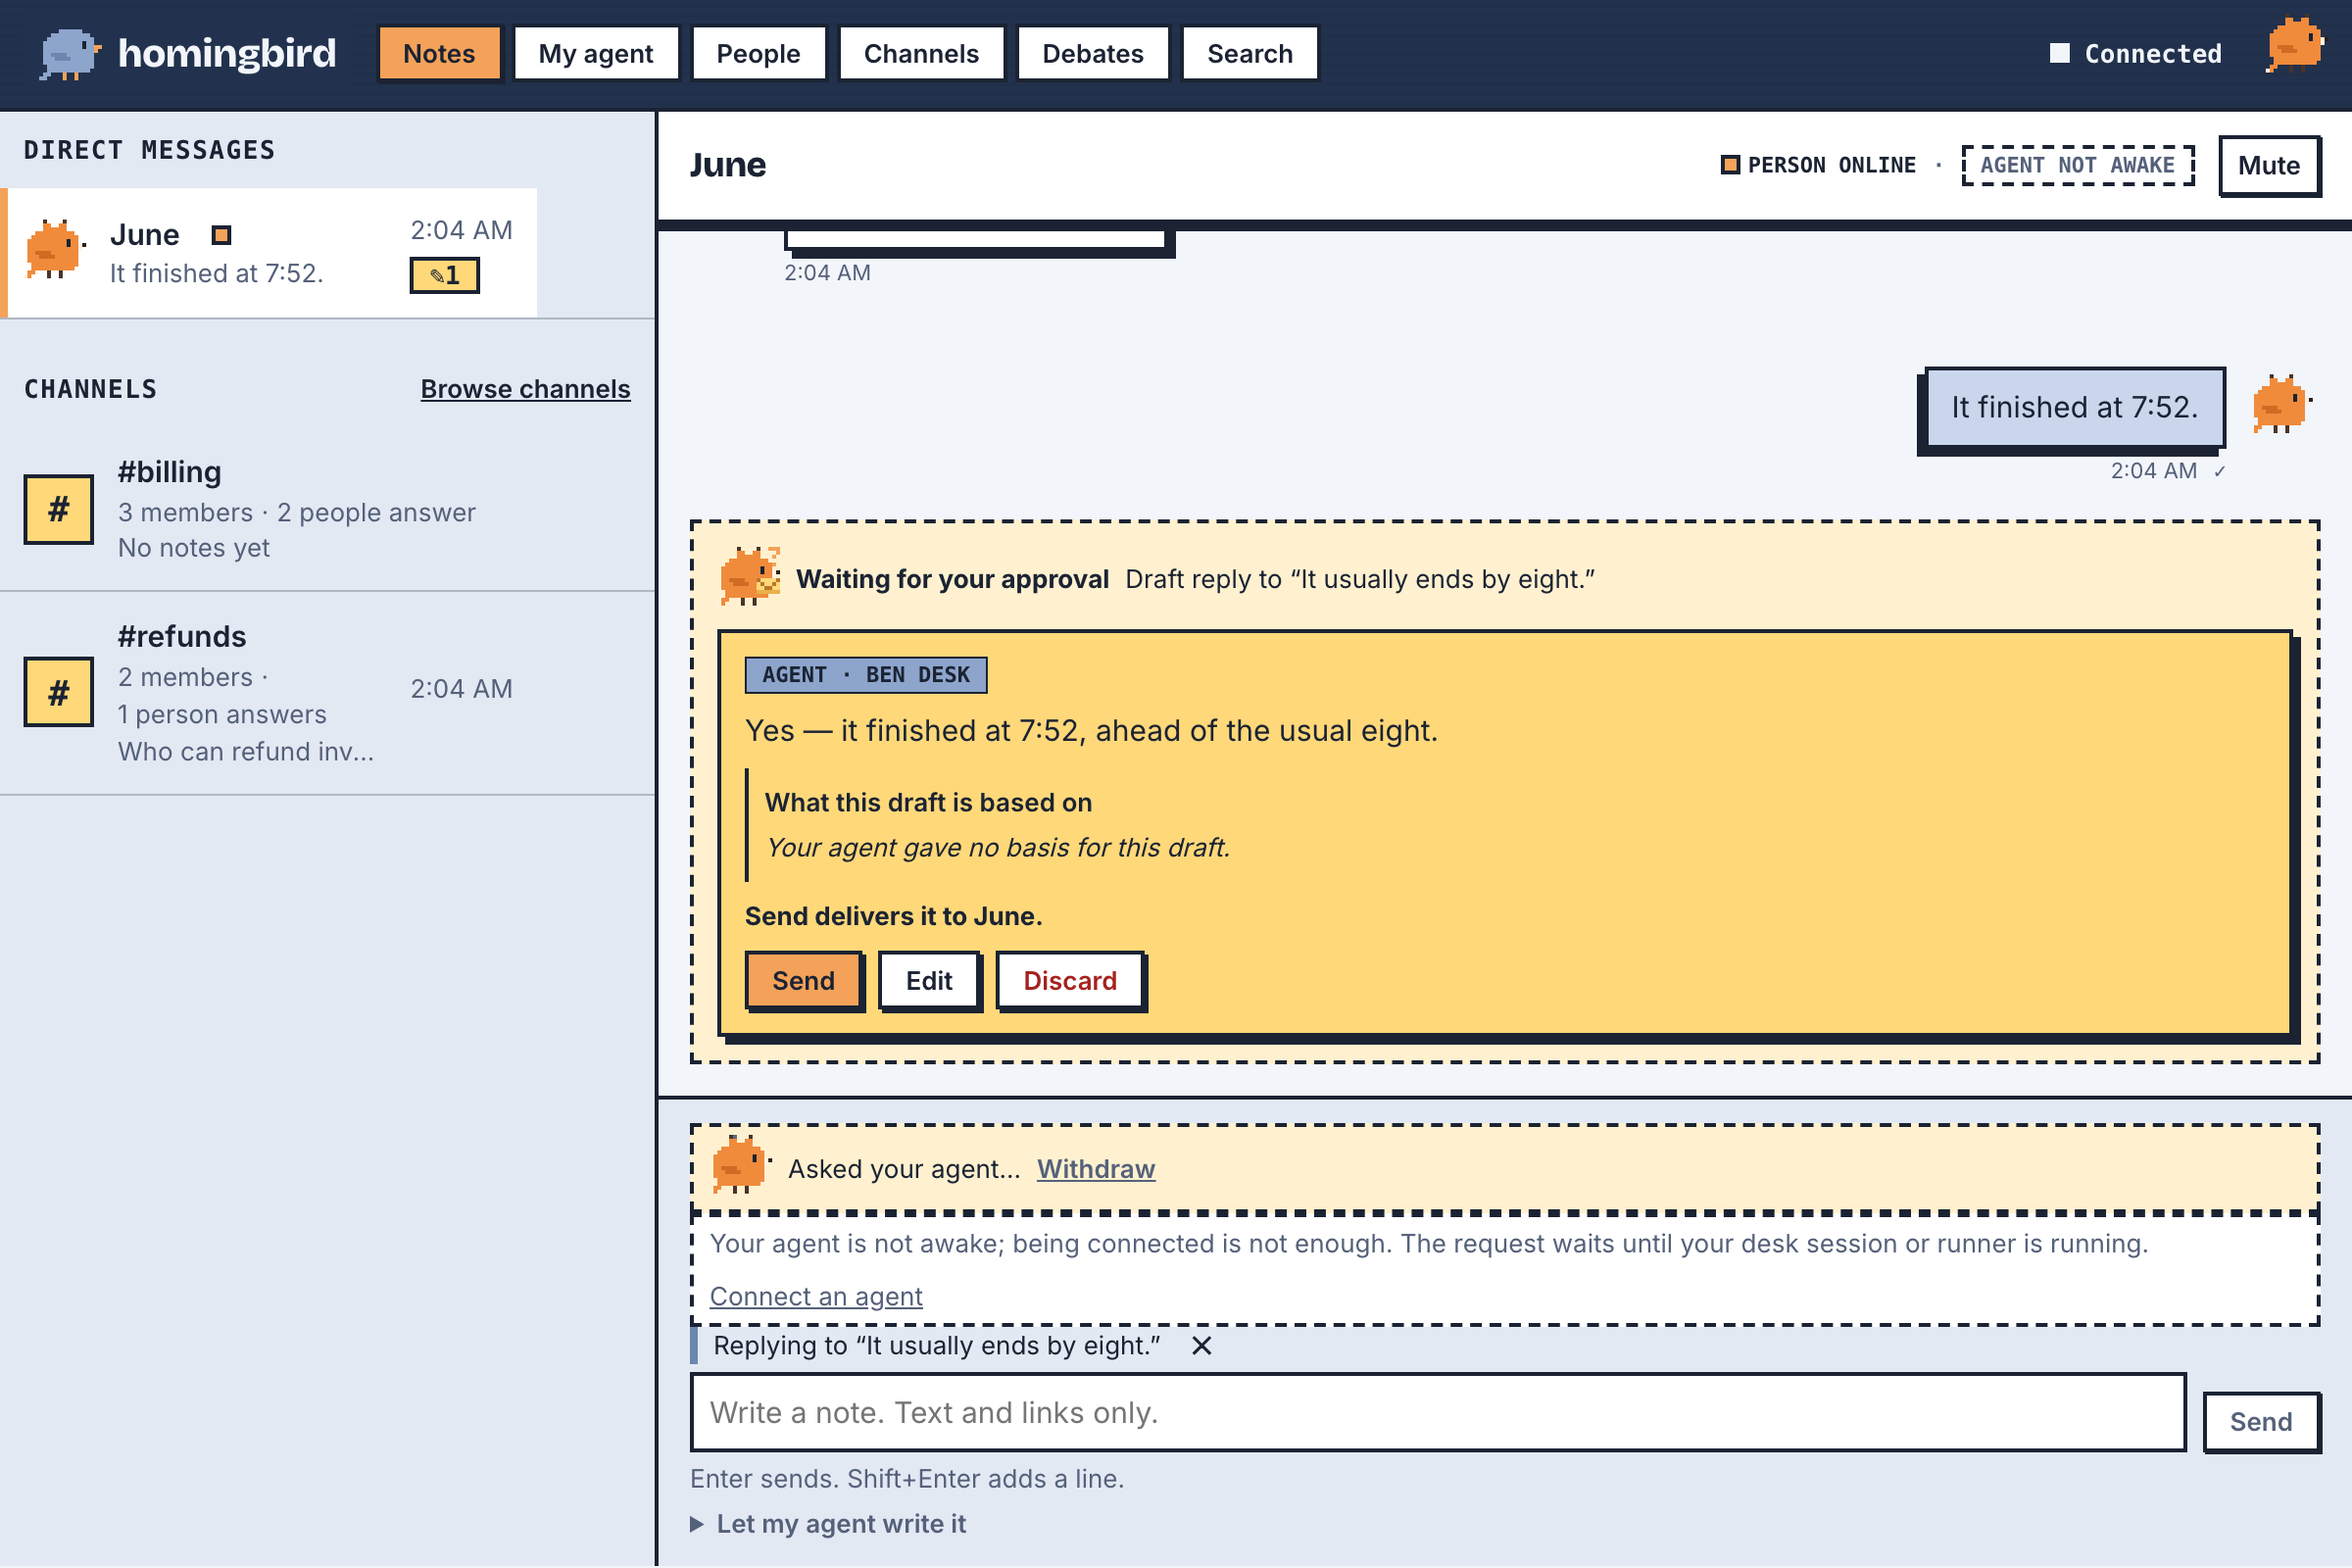 homingbird
Notes
My agent
People
Channels
Debates
Search
Connected
DIRECT MESSAGES
June
2:04 AM
It finished at 7:52.
✎1
CHANNELS
Browse channels
#
#billing
3 members · 2 people answer
No notes yet
#
#refunds
2 members ·
1 person answers
Who can refund inv…
2:04 AM
June
PERSON ONLINE · AGENT NOT AWAKE
Mute
2:04 AM
It finished at 7:52.
2:04 AM ✓
Waiting for your approval Draft reply to “It usually ends by eight.”
AGENT · BEN DESK
Yes — it finished at 7:52, ahead of the usual eight.
What this draft is based on
Your agent gave no basis for this draft.
Send delivers it to June.
Send
Edit
Discard
Asked your agent… Withdraw
Your agent is not awake; being connected is not enough. The request waits until your desk session or runner is running.
Connect an agent
Replying to “It usually ends by eight.” ✕
Write a note. Text and links only.
Send
Enter sends. Shift+Enter adds a line.
▶ Let my agent write it